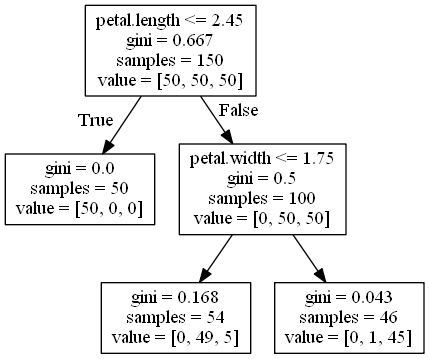 petal.length <= 2.45
gini = 0.667
samples = 150
value = [50, 50, 50]
True
False
gini = 0.0
samples = 50
value = [50, 0, 0]
petal.width <= 1.75
gini = 0.5
samples = 100
value = [0, 50, 50]
gini = 0.168
samples = 54
value = [0, 49, 5]
gini = 0.043
samples = 46
value = [0, 1, 45]